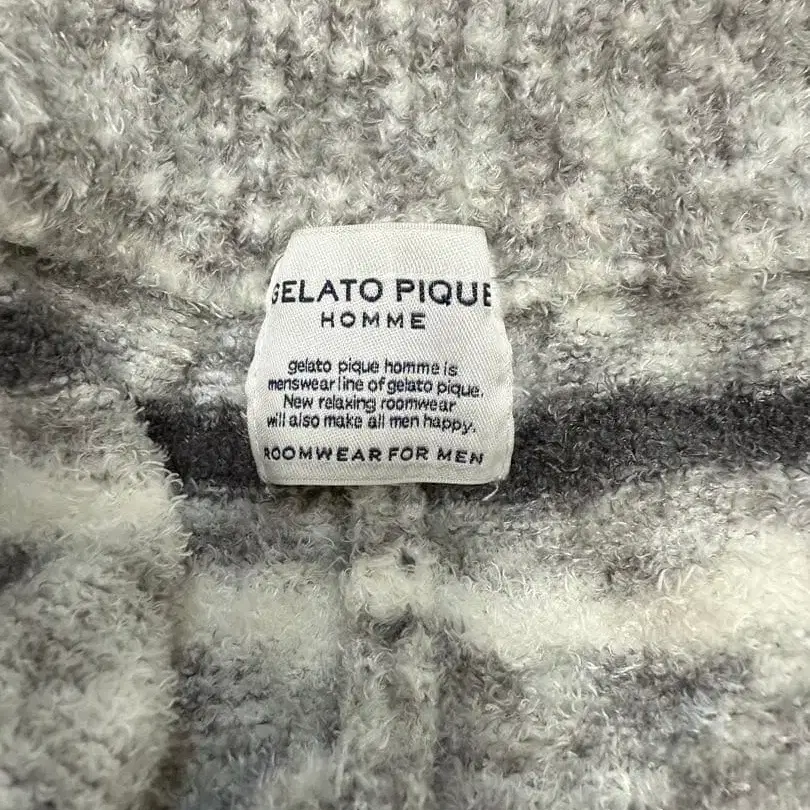 GELATO PIQUE
HOMME
gelato pique homme is
menswear line of gelato pique.
New relaxing roomwear
will also make all men happy.
ROOMWEAR FOR MEN